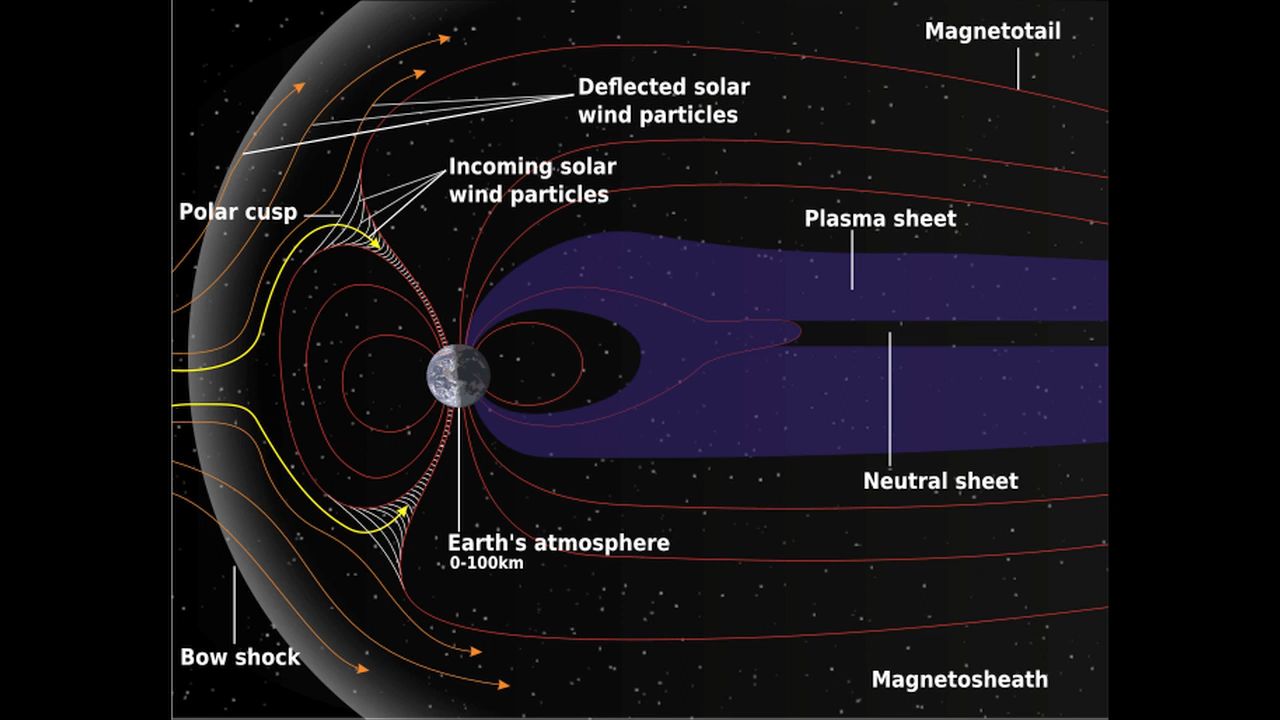 Magnetotail
Deflected solar
wind particles
Incoming solar
wind particles
Polar cusp
Plasma sheet
Neutral sheet
Earth's atmosphere
0-100km
Bow shock
Magnetosheath